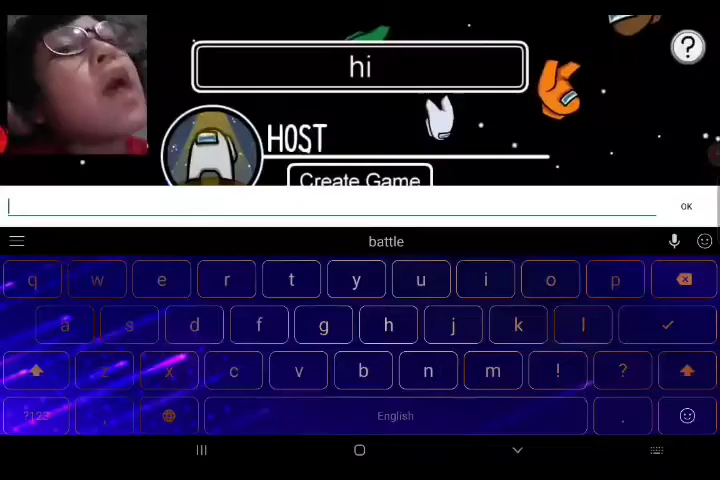 hi
?
HOST
Create Game
OK
battle
q w e r t y u i o p
a s d f g h j k l
z x c v b n m ! ?
?123 , English .